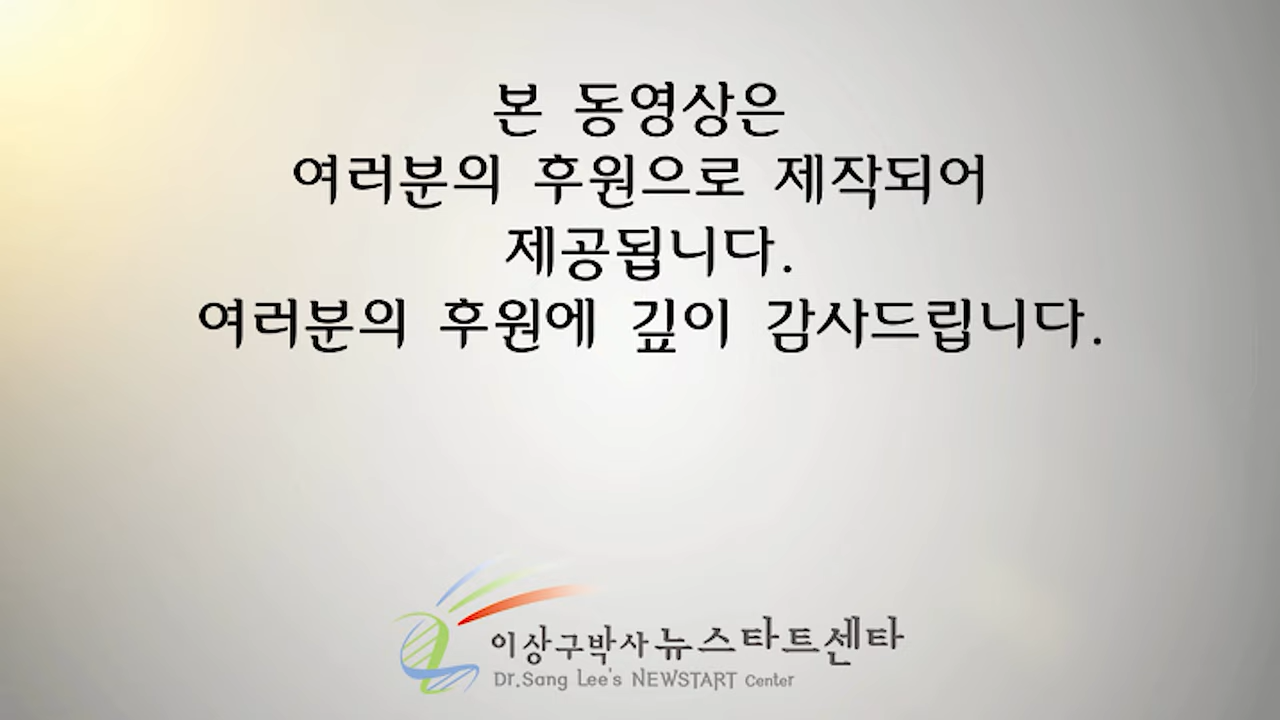 본 동영상은
여러분의 후원으로 제작되어
제공됩니다.
여러분의 후원에 깊이 감사드립니다.
이상구박사 뉴스타트센타
Dr.Sang Lee's NEWSTART Center